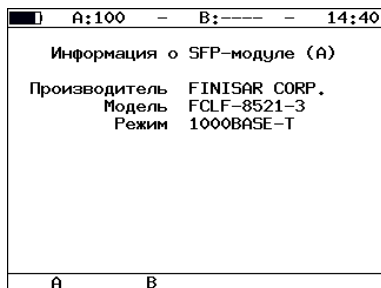 A:100 – B:---- – 14:40
Информация о SFP-модуле (A)
Производитель FINISAR CORP.
Модель FCLF-8521-3
Режим 1000BASE-T
A B